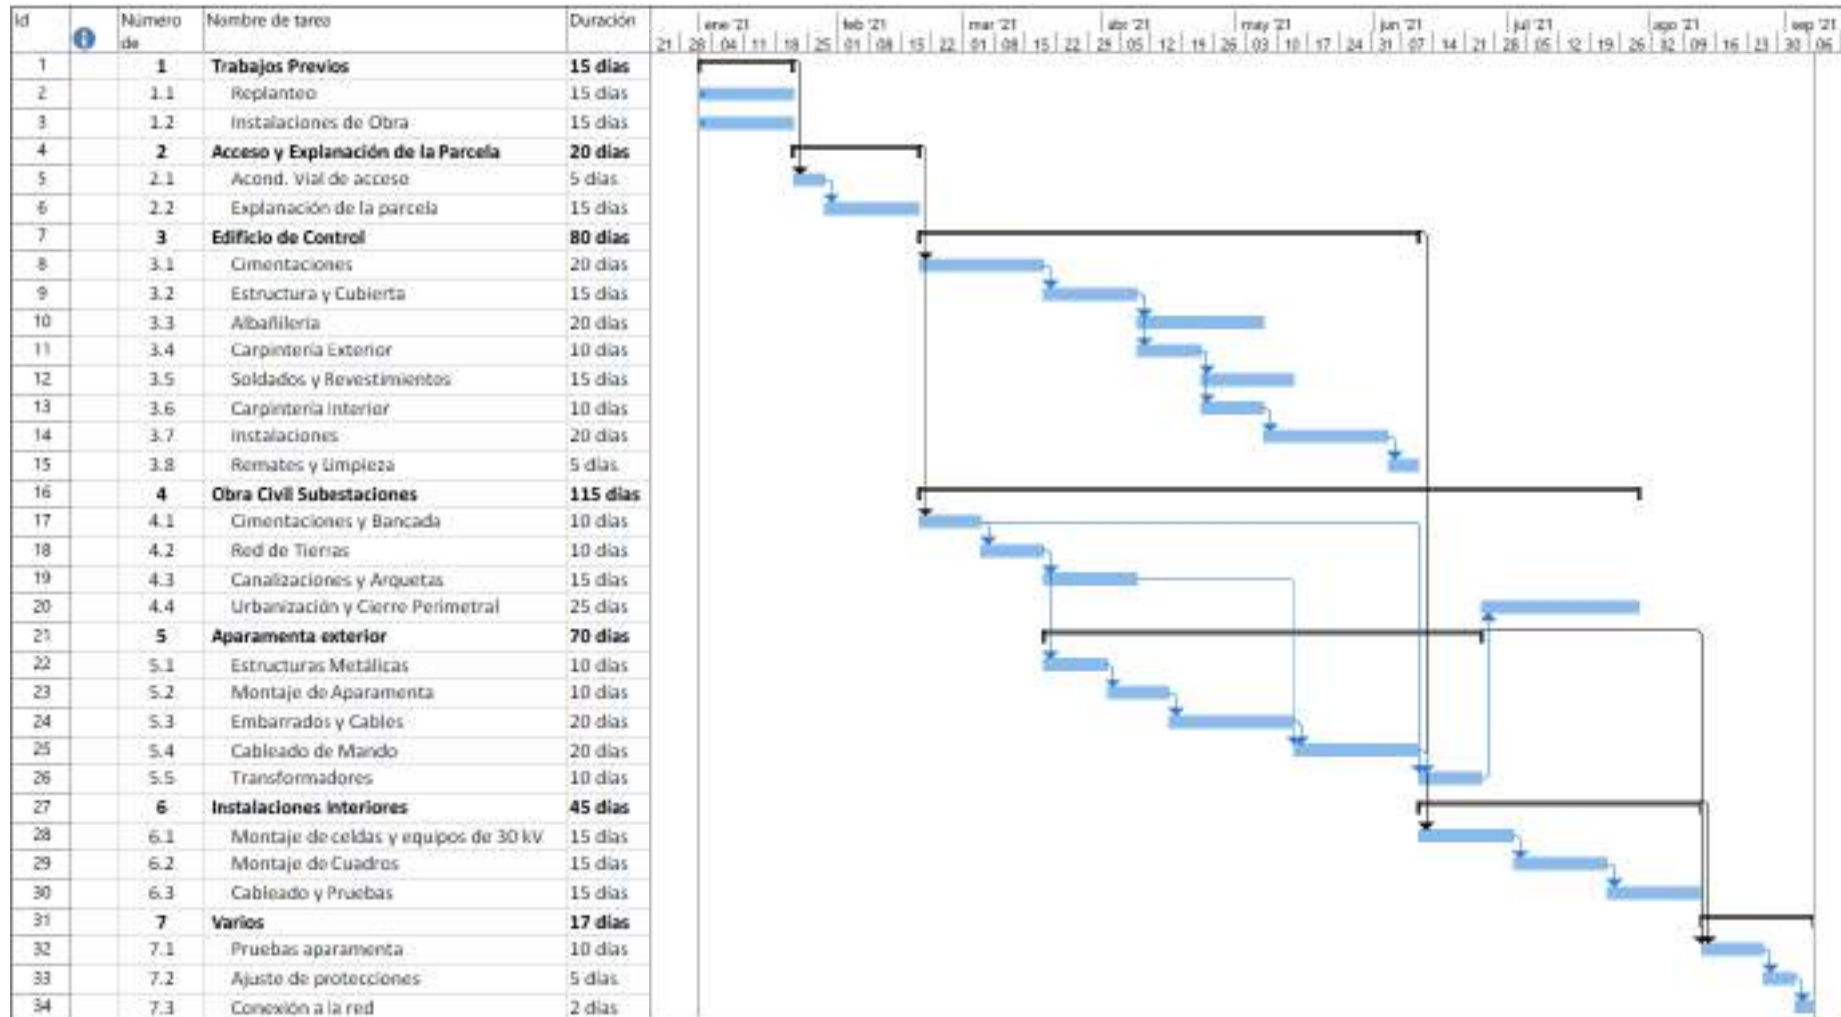 Id Número de Nombre de tarea Duración
ene '21 feb '21 mar '21 abr '21 may '21 jun '21 jul '21 ago '21 sep '21
21 28 04 11 18 25 01 08 15 22 01 08 15 22 29 05 12 19 26 03 10 17 24 31 07 14 21 28 05 12 19 26 02 09 16 23 30 06
1 1 Trabajos Previos 15 días
2 1.1 Replanteo 15 días
3 1.2 Instalaciones de Obra 15 días
4 2 Acceso y Explanación de la Parcela 20 días
5 2.1 Acond. Vial de acceso 5 días
6 2.2 Explanación de la parcela 15 días
7 3 Edificio de Control 80 días
8 3.1 Cimentaciones 20 días
9 3.2 Estructura y Cubierta 15 días
10 3.3 Albañilería 20 días
11 3.4 Carpintería Exterior 10 días
12 3.5 Soldados y Revestimientos 15 días
13 3.6 Carpintería Interior 10 días
14 3.7 Instalaciones 20 días
15 3.8 Remates y Limpieza 5 días
16 4 Obra Civil Subestaciones 115 días
17 4.1 Cimentaciones y Bancada 10 días
18 4.2 Red de Tierras 10 días
19 4.3 Canalizaciones y Arquetas 15 días
20 4.4 Urbanización y Cierre Perimetral 25 días
21 5 Aparamenta exterior 70 días
22 5.1 Estructuras Metálicas 10 días
23 5.2 Montaje de Aparamenta 10 días
24 5.3 Embarrados y Cables 20 días
25 5.4 Cableado de Mando 20 días
26 5.5 Transformadores 10 días
27 6 Instalaciones Interiores 45 días
28 6.1 Montaje de celdas y equipos de 30 kV 15 días
29 6.2 Montaje de Cuadros 15 días
30 6.3 Cableado y Pruebas 15 días
31 7 Varios 17 días
32 7.1 Pruebas aparamenta 10 días
33 7.2 Ajuste de protecciones 5 días
34 7.3 Conexión a la red 2 días